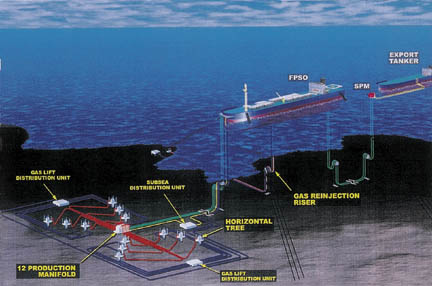 EXPORT
TANKER
FPSO
SPM
GAS LIFT
DISTRIBUTION UNIT
SUBSEA
DISTRIBUTION UNIT
GAS REINJECTION
RISER
HORIZONTAL
TREE
12 PRODUCTION
MANIFOLD
GAS LIFT
DISTRIBUTION UNIT